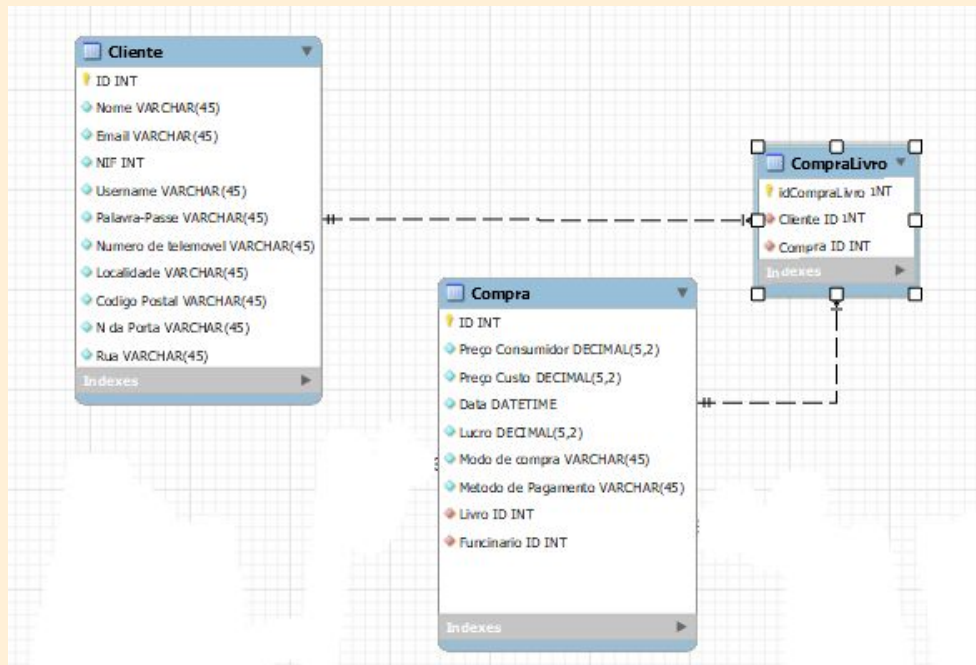 Cliente
ID INT
Nome VARCHAR(45)
Email VARCHAR(45)
NIF INT
Username VARCHAR(45)
Palavra-Passe VARCHAR(45)
Numero de telemovel VARCHAR(45)
Localidade VARCHAR(45)
Codigo Postal VARCHAR(45)
N da Porta VARCHAR(45)
Rua VARCHAR(45)
Indexes
CompraLivro
idCompraLivro INT
Cliente ID INT
Compra ID INT
Indexes
Compra
ID INT
Preço Consumidor DECIMAL(5,2)
Preço Custo DECIMAL(5,2)
Data DATETIME
Lucro DECIMAL(5,2)
Modo de compra VARCHAR(45)
Metodo de Pagamento VARCHAR(45)
Livro ID INT
Funcinario ID INT
Indexes